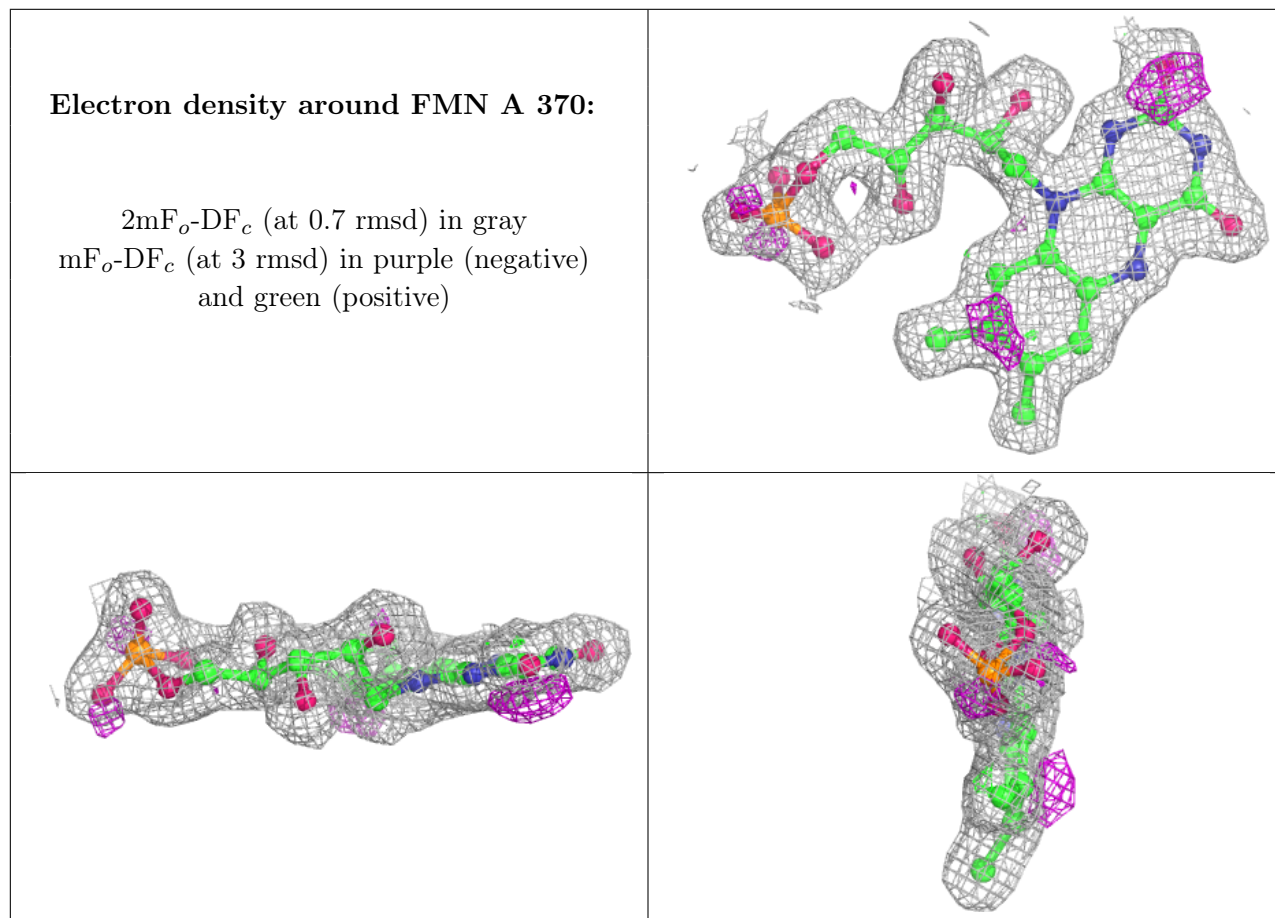 Electron density around FMN A 370:
2mFₒ-DF𝒸 (at 0.7 rmsd) in gray
mFₒ-DF𝒸 (at 3 rmsd) in purple (negative)
and green (positive)